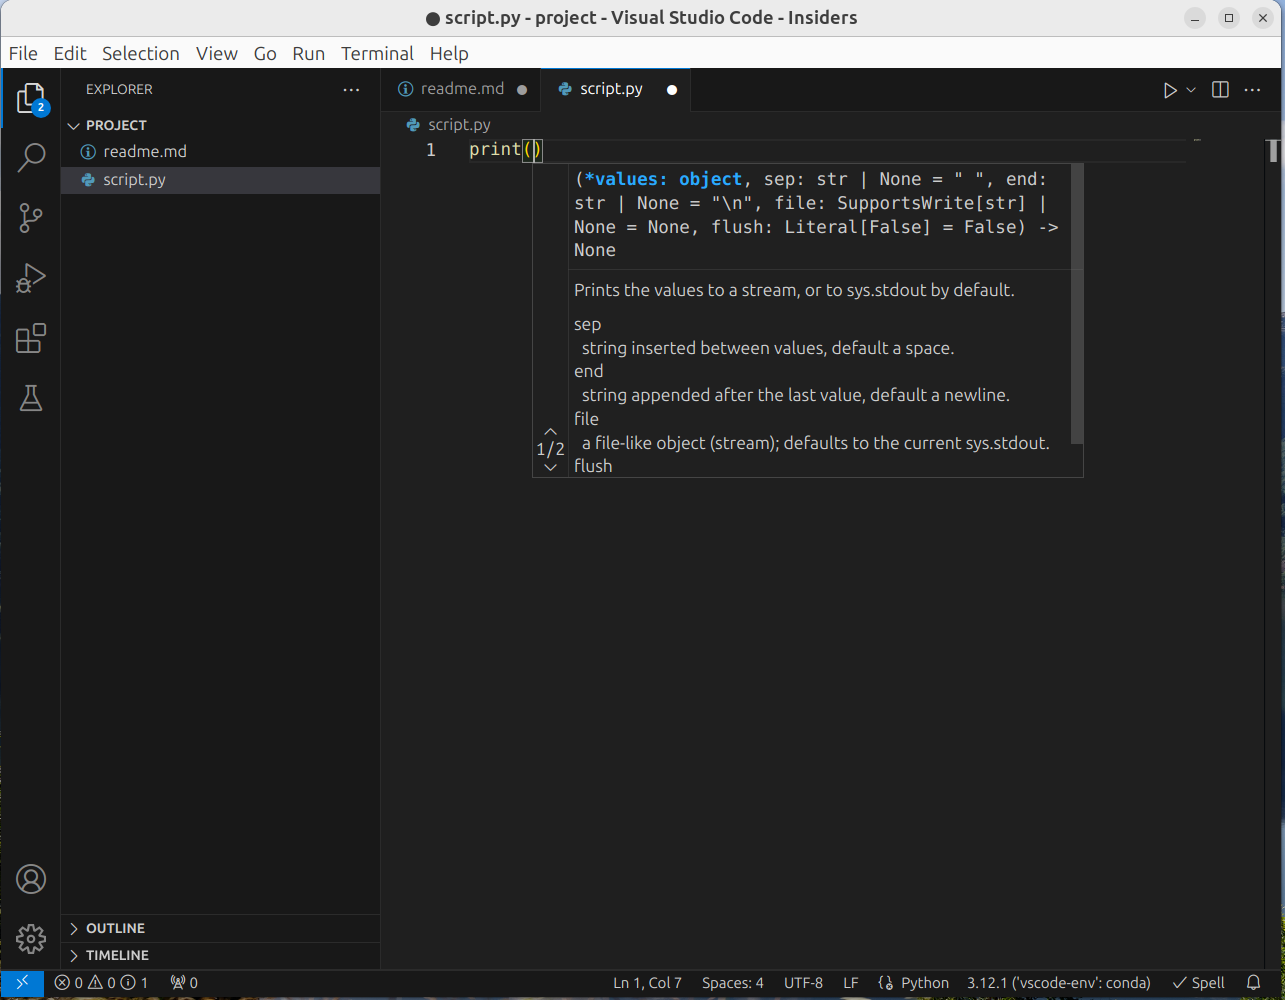 script.py - project - Visual Studio Code - Insiders
File Edit Selection View Go Run Terminal Help
EXPLORER
2
PROJECT
readme.md
script.py
readme.md
script.py
script.py
1 print()
(*values: object, sep: str | None = " ", end:
str | None = "\n", file: SupportsWrite[str] |
None = None, flush: Literal[False] = False) ->
None
Prints the values to a stream, or to sys.stdout by default.
sep
string inserted between values, default a space.
end
string appended after the last value, default a newline.
file
a file-like object (stream); defaults to the current sys.stdout.
flush
1/2
OUTLINE
TIMELINE
0 0 1 0 Ln 1, Col 7 Spaces: 4 UTF-8 LF Python 3.12.1 ('vscode-env': conda) Spell